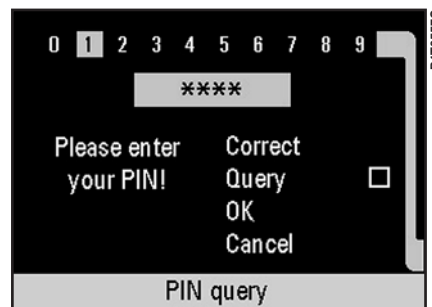 0 1 2 3 4 5 6 7 8 9
****
Please enter
your PIN!
Correct
Query
OK
Cancel
PIN query